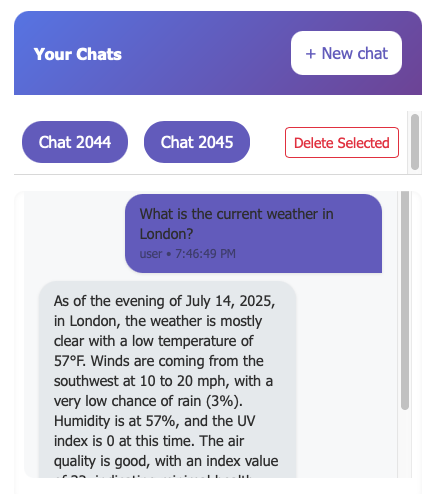 Your Chats
+ New chat
Chat 2044
Chat 2045
Delete Selected
What is the current weather in
London?
user • 7:46:49 PM
As of the evening of July 14, 2025,
in London, the weather is mostly
clear with a low temperature of
57°F. Winds are coming from the
southwest at 10 to 20 mph, with a
very low chance of rain (3%).
Humidity is at 57%, and the UV
index is 0 at this time. The air
quality is good, with an index value